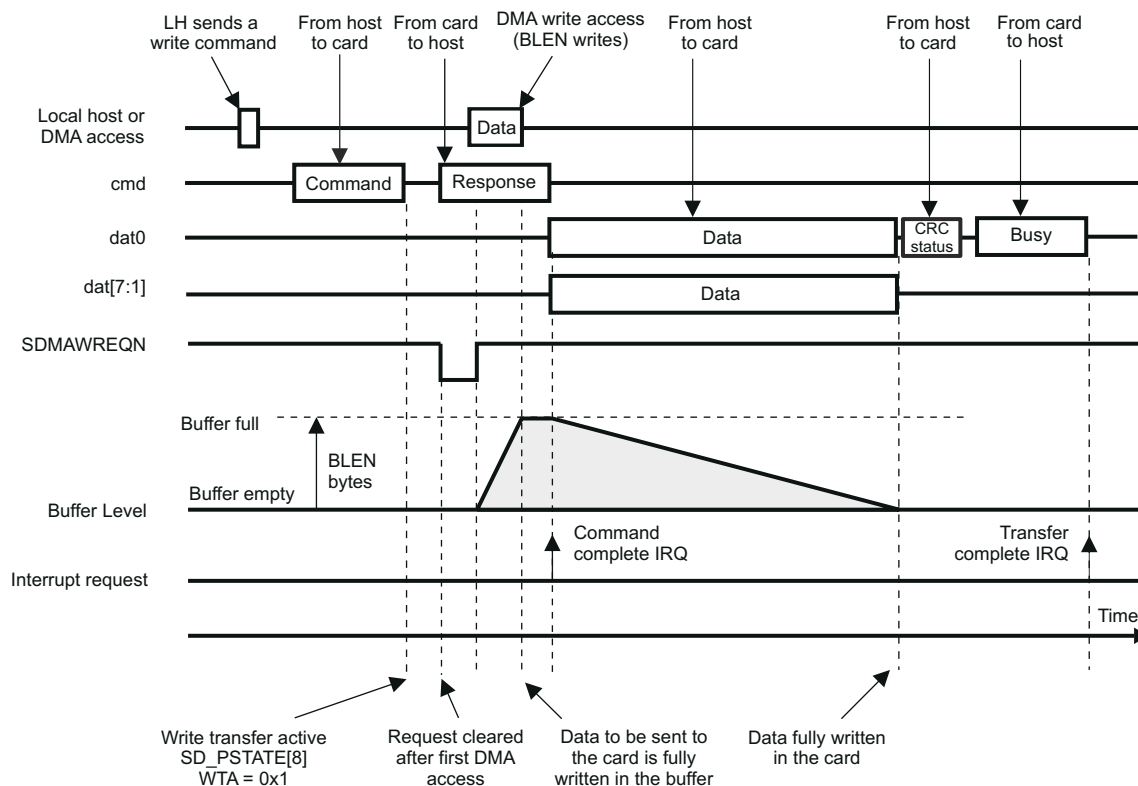 LH sends a
write command
From host
to card
From card
to host
DMA write access
(BLEN writes)
From host
to card
From host
to card
From card
to host
Local host or
DMA access
Data
cmd
Command
Response
dat0
Data
CRC
status
Busy
dat[7:1]
Data
SDMAWREQN
Buffer full
BLEN
bytes
Buffer empty
Buffer Level
Command
complete IRQ
Transfer
complete IRQ
Interrupt request
Time
Write transfer active
SD_PSTATE[8]
WTA = 0x1
Request cleared
after first DMA
access
Data to be sent to
the card is fully
written in the buffer
Data fully written
in the card